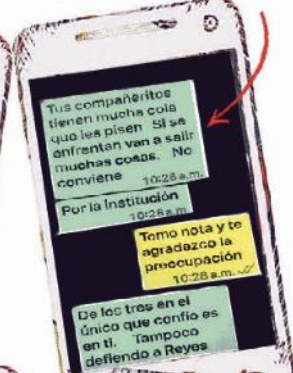 Tus compañeritos
tienen mucha cola
que les pisen Si se
enfrentan van a salir
muchas cosas. No
conviene 10:26 a.m.
Por la Institución
10:28 a.m.
Tomo nota y te
agradezco la
preocupación
10:28 a.m.
De los tres en el
único que confío es
en ti. Tampoco
defiendo a Reyes